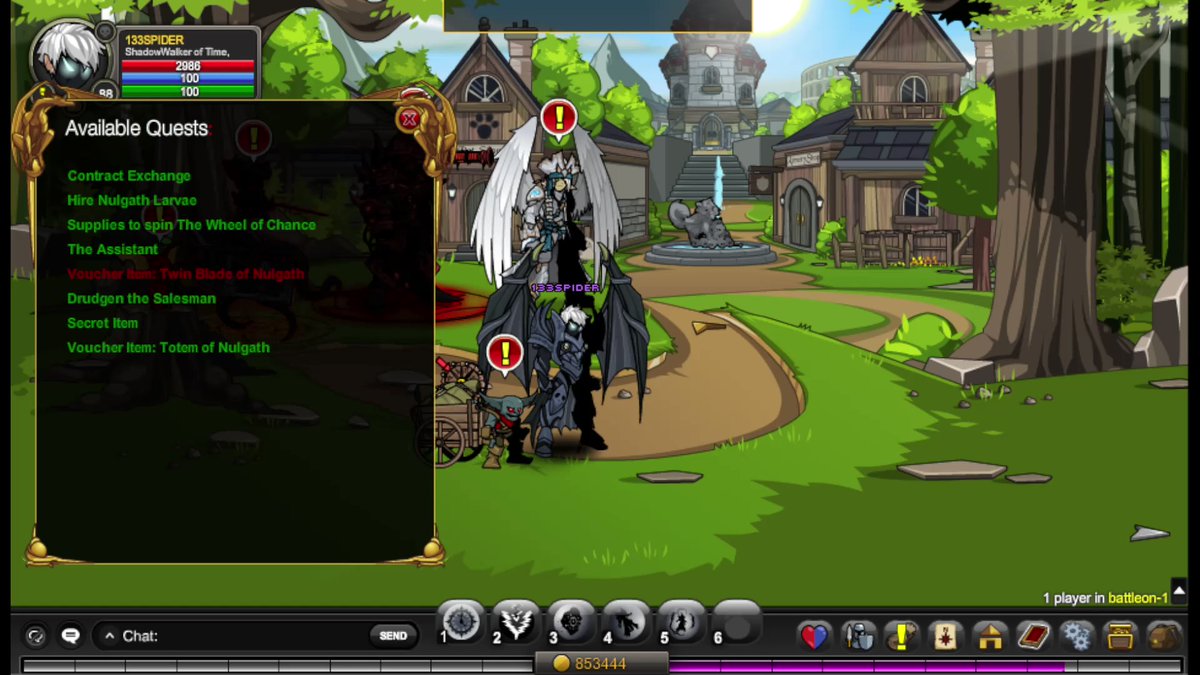 133SPIDER
ShadowWalker of Time,
2986
100
100
88
Available Quests
Contract Exchange
Hire Nulgath Larvae
Supplies to spin The Wheel of Chance
The Assistant
Voucher Item: Twin Blade of Nulgath
Drudgen the Salesman
Secret Item
Voucher Item: Totem of Nulgath
133SPIDER
Armory Shop
1 player in battleon-1
Chat:
SEND
1
2
3
4
5
6
853444